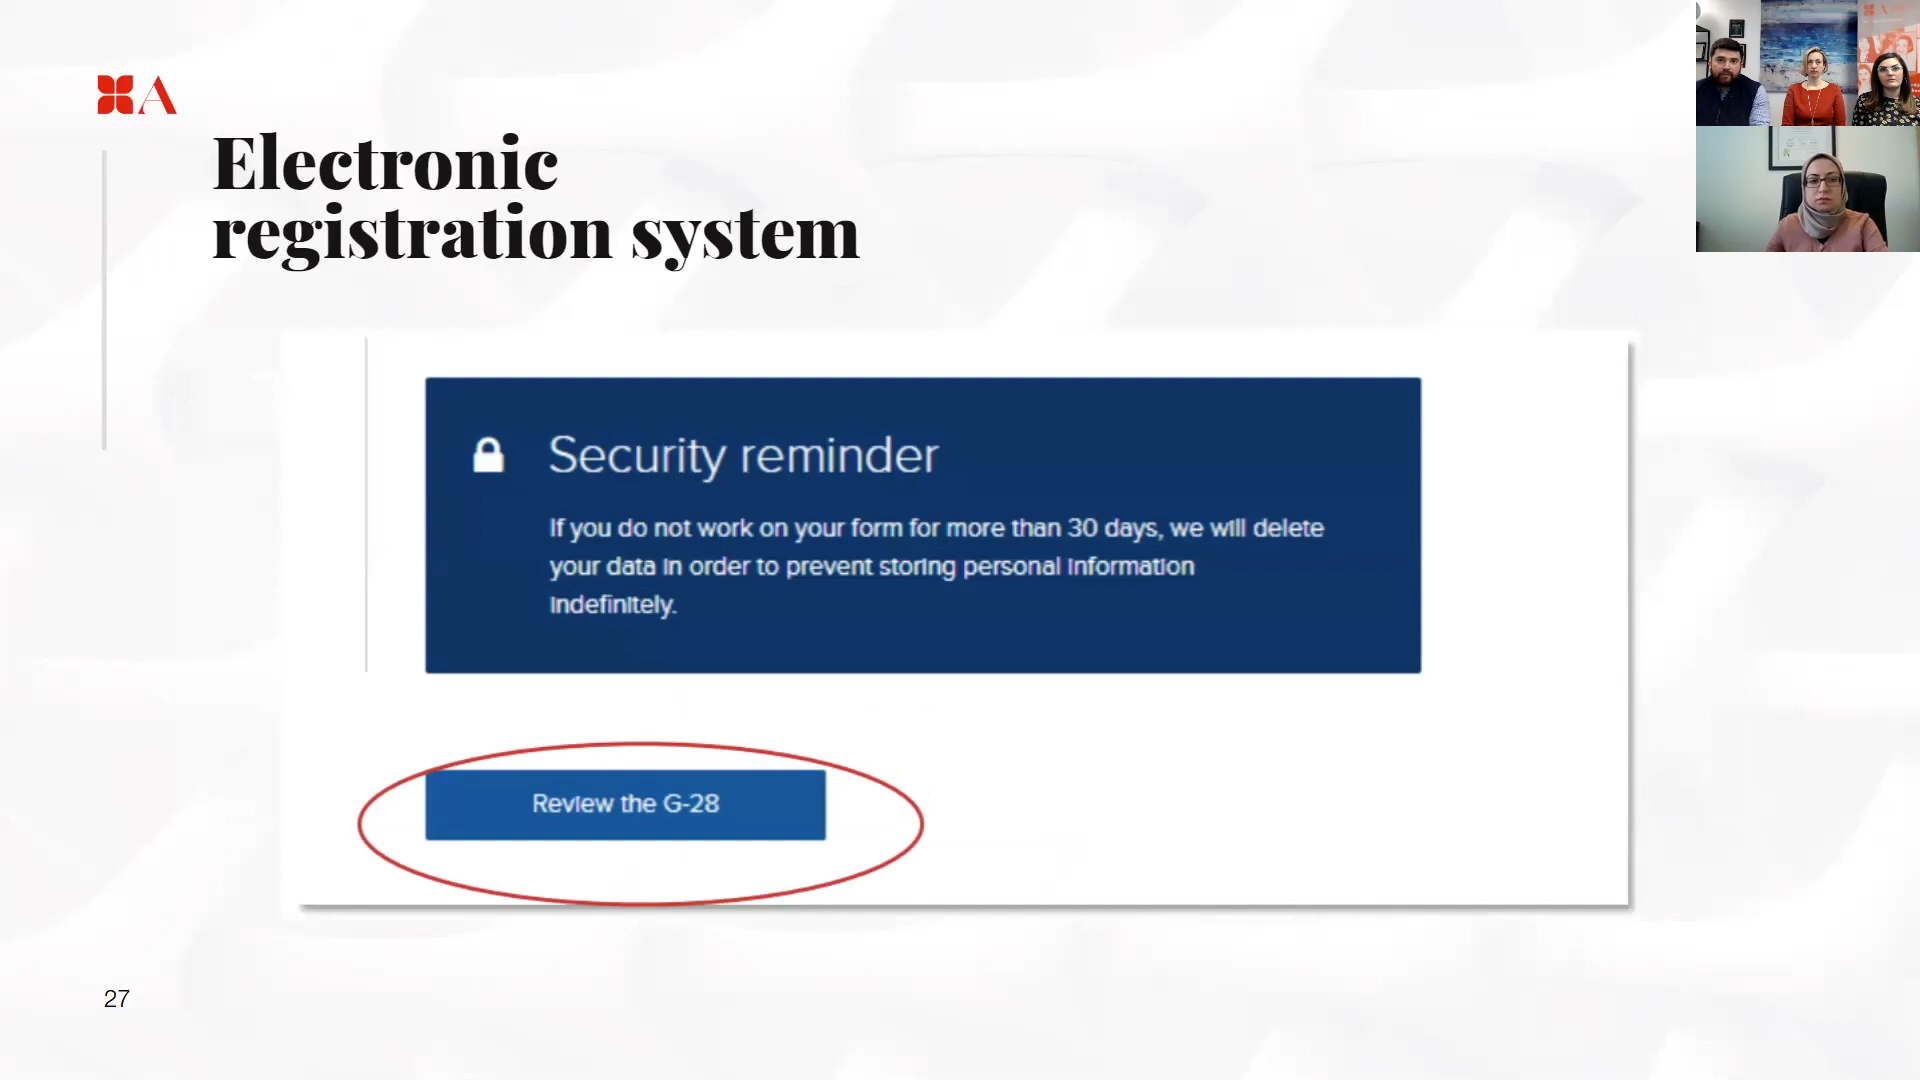 A
Electronic
registration system
Security reminder
If you do not work on your form for more than 30 days, we will delete
your data in order to prevent storing personal information
indefinitely.
Review the G-28
27